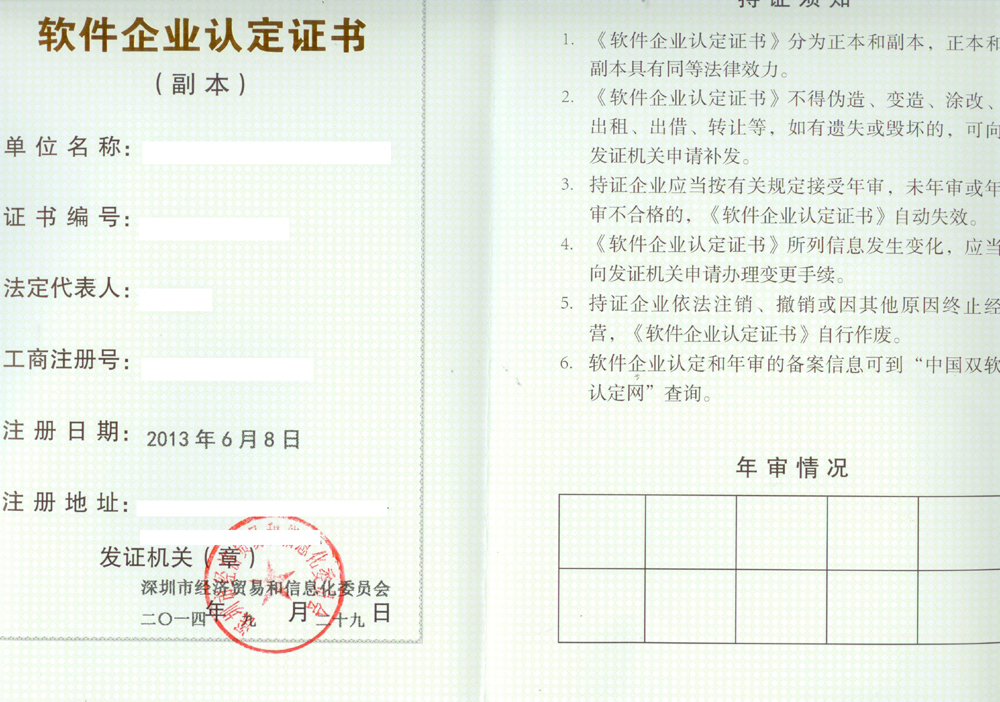 软件企业认定证书
（副本）
单位名称：
证书编号：
法定代表人：
工商注册号：
注册日期：2013年6月8日
注册地址：
发证机关（章）
深圳市经济贸易和信息化委员会
二〇一四年 九 月二十九日
持证须知
1. 《软件企业认定证书》分为正本和副本，正本和
副本具有同等法律效力。
2. 《软件企业认定证书》不得伪造、变造、涂改、
出租、出借、转让等，如有遗失或毁坏的，可向
发证机关申请补发。
3. 持证企业应当按有关规定接受年审，未年审或年
审不合格的，《软件企业认定证书》自动失效。
4. 《软件企业认定证书》所列信息发生变化，应当
向发证机关申请办理变更手续。
5. 持证企业依法注销、撤销或因其他原因终止经
营，《软件企业认定证书》自行作废。
6. 软件企业认定和年审的备案信息可到“中国双软
认定网”查询。
年审情况